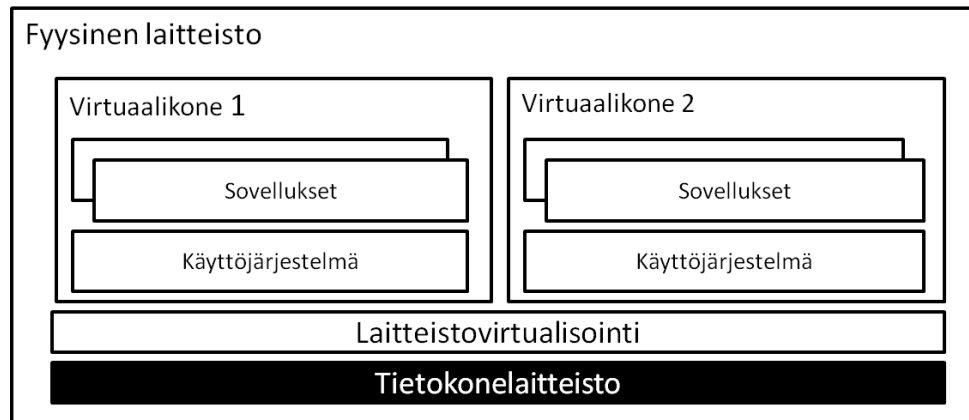 Fyysinen laitteisto
Virtuaalikone 1
Sovellukset
Käyttöjärjestelmä
Virtuaalikone 2
Sovellukset
Käyttöjärjestelmä
Laitteistovirtualisointi
Tietokonelaitteisto